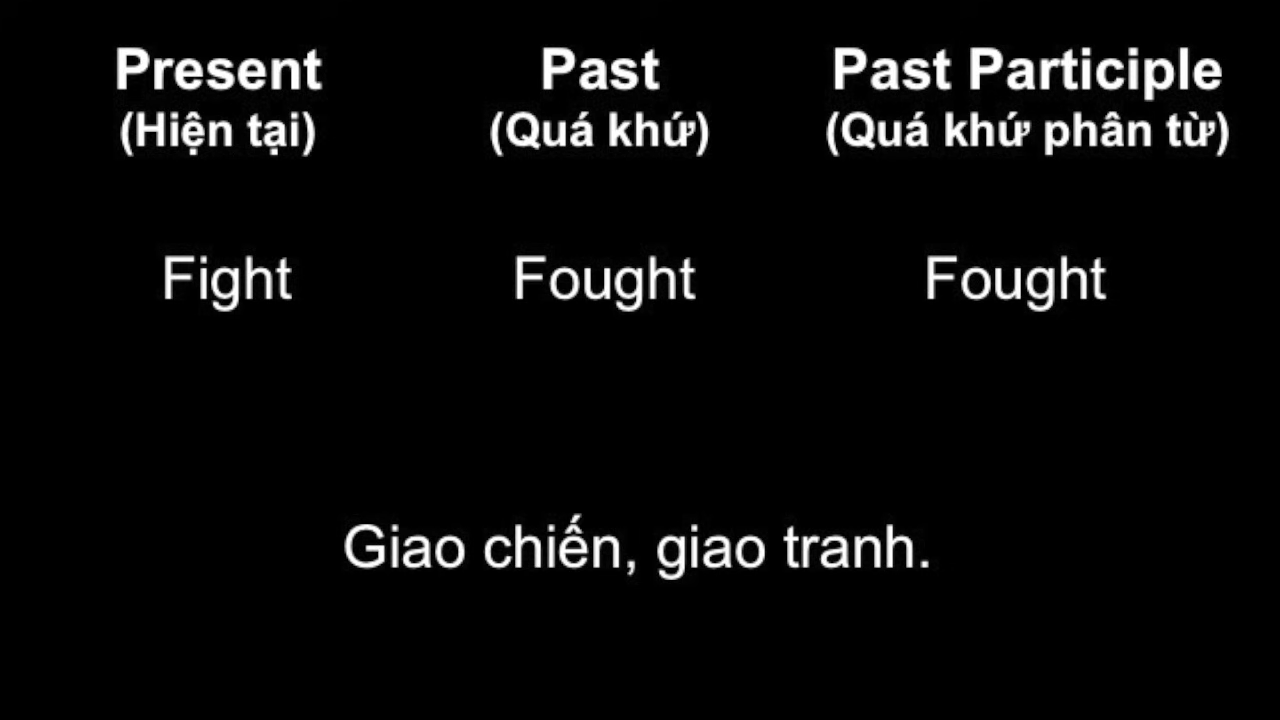 Present Past Past Participle
(Hiện tại) (Quá khứ) (Quá khứ phân từ)
Fight Fought Fought
Giao chiến, giao tranh.